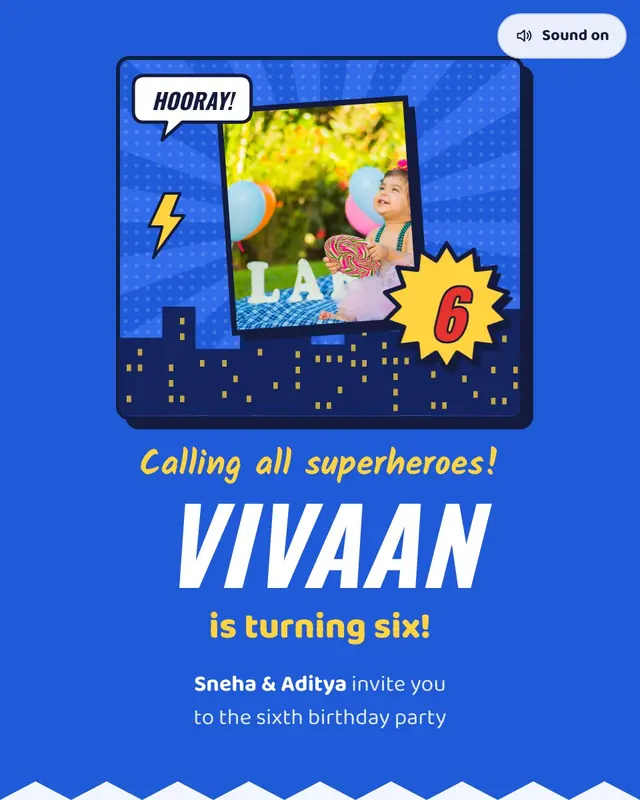 Sound on
HOORAY!
LAR
6
Calling all superheroes!
VIVAAN
is turning six!
Sneha & Aditya invite you
to the sixth birthday party